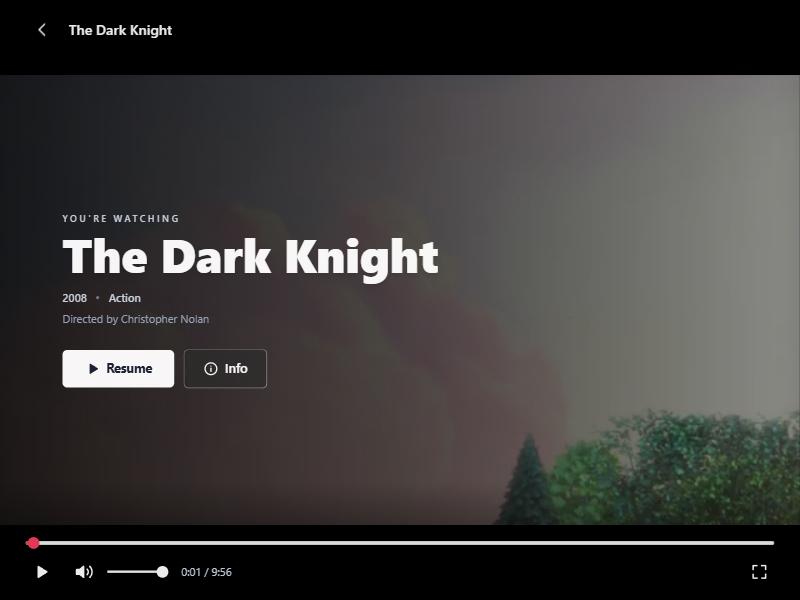 The Dark Knight
YOU'RE WATCHING
The Dark Knight
2008 • Action
Directed by Christopher Nolan
Resume
Info
0:01 / 9:56